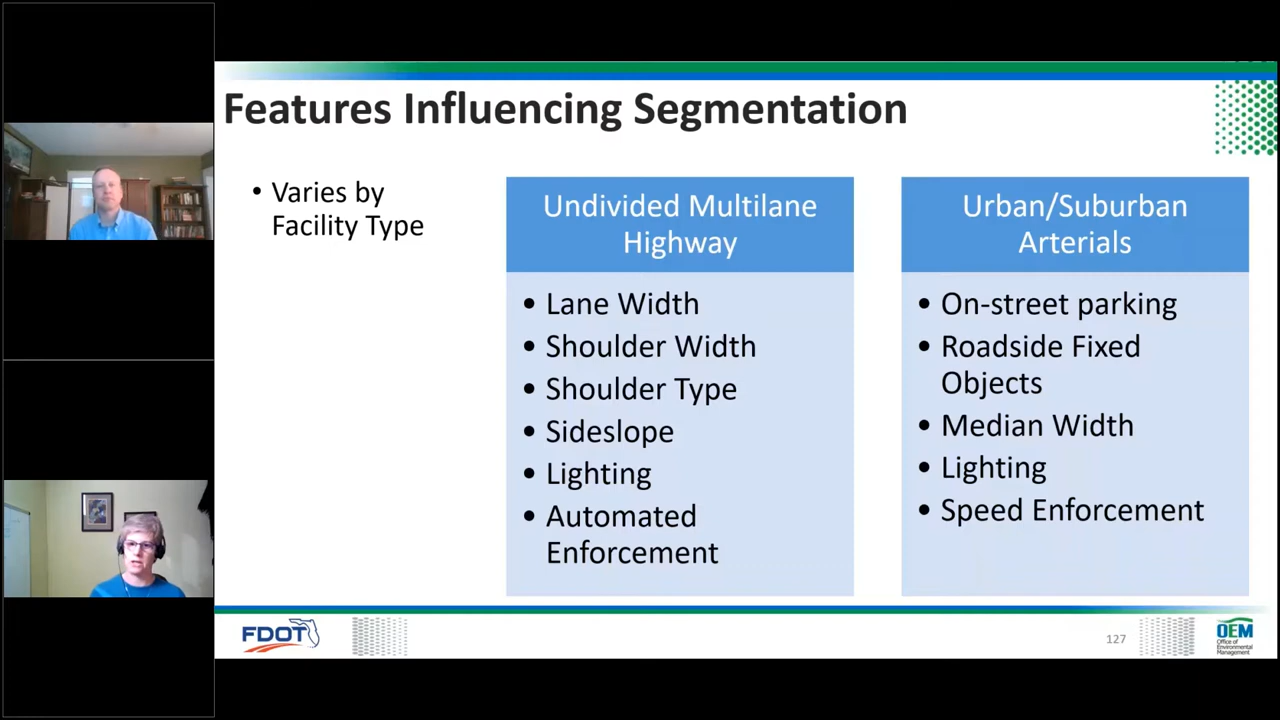 Features Influencing Segmentation
• Varies by
Facility Type
Undivided Multilane
Highway
• Lane Width
• Shoulder Width
• Shoulder Type
• Sideslope
• Lighting
• Automated
Enforcement
Urban/Suburban
Arterials
• On-street parking
• Roadside Fixed
Objects
• Median Width
• Lighting
• Speed Enforcement
FDOT
127
OEM
Office of
Environmental
Management